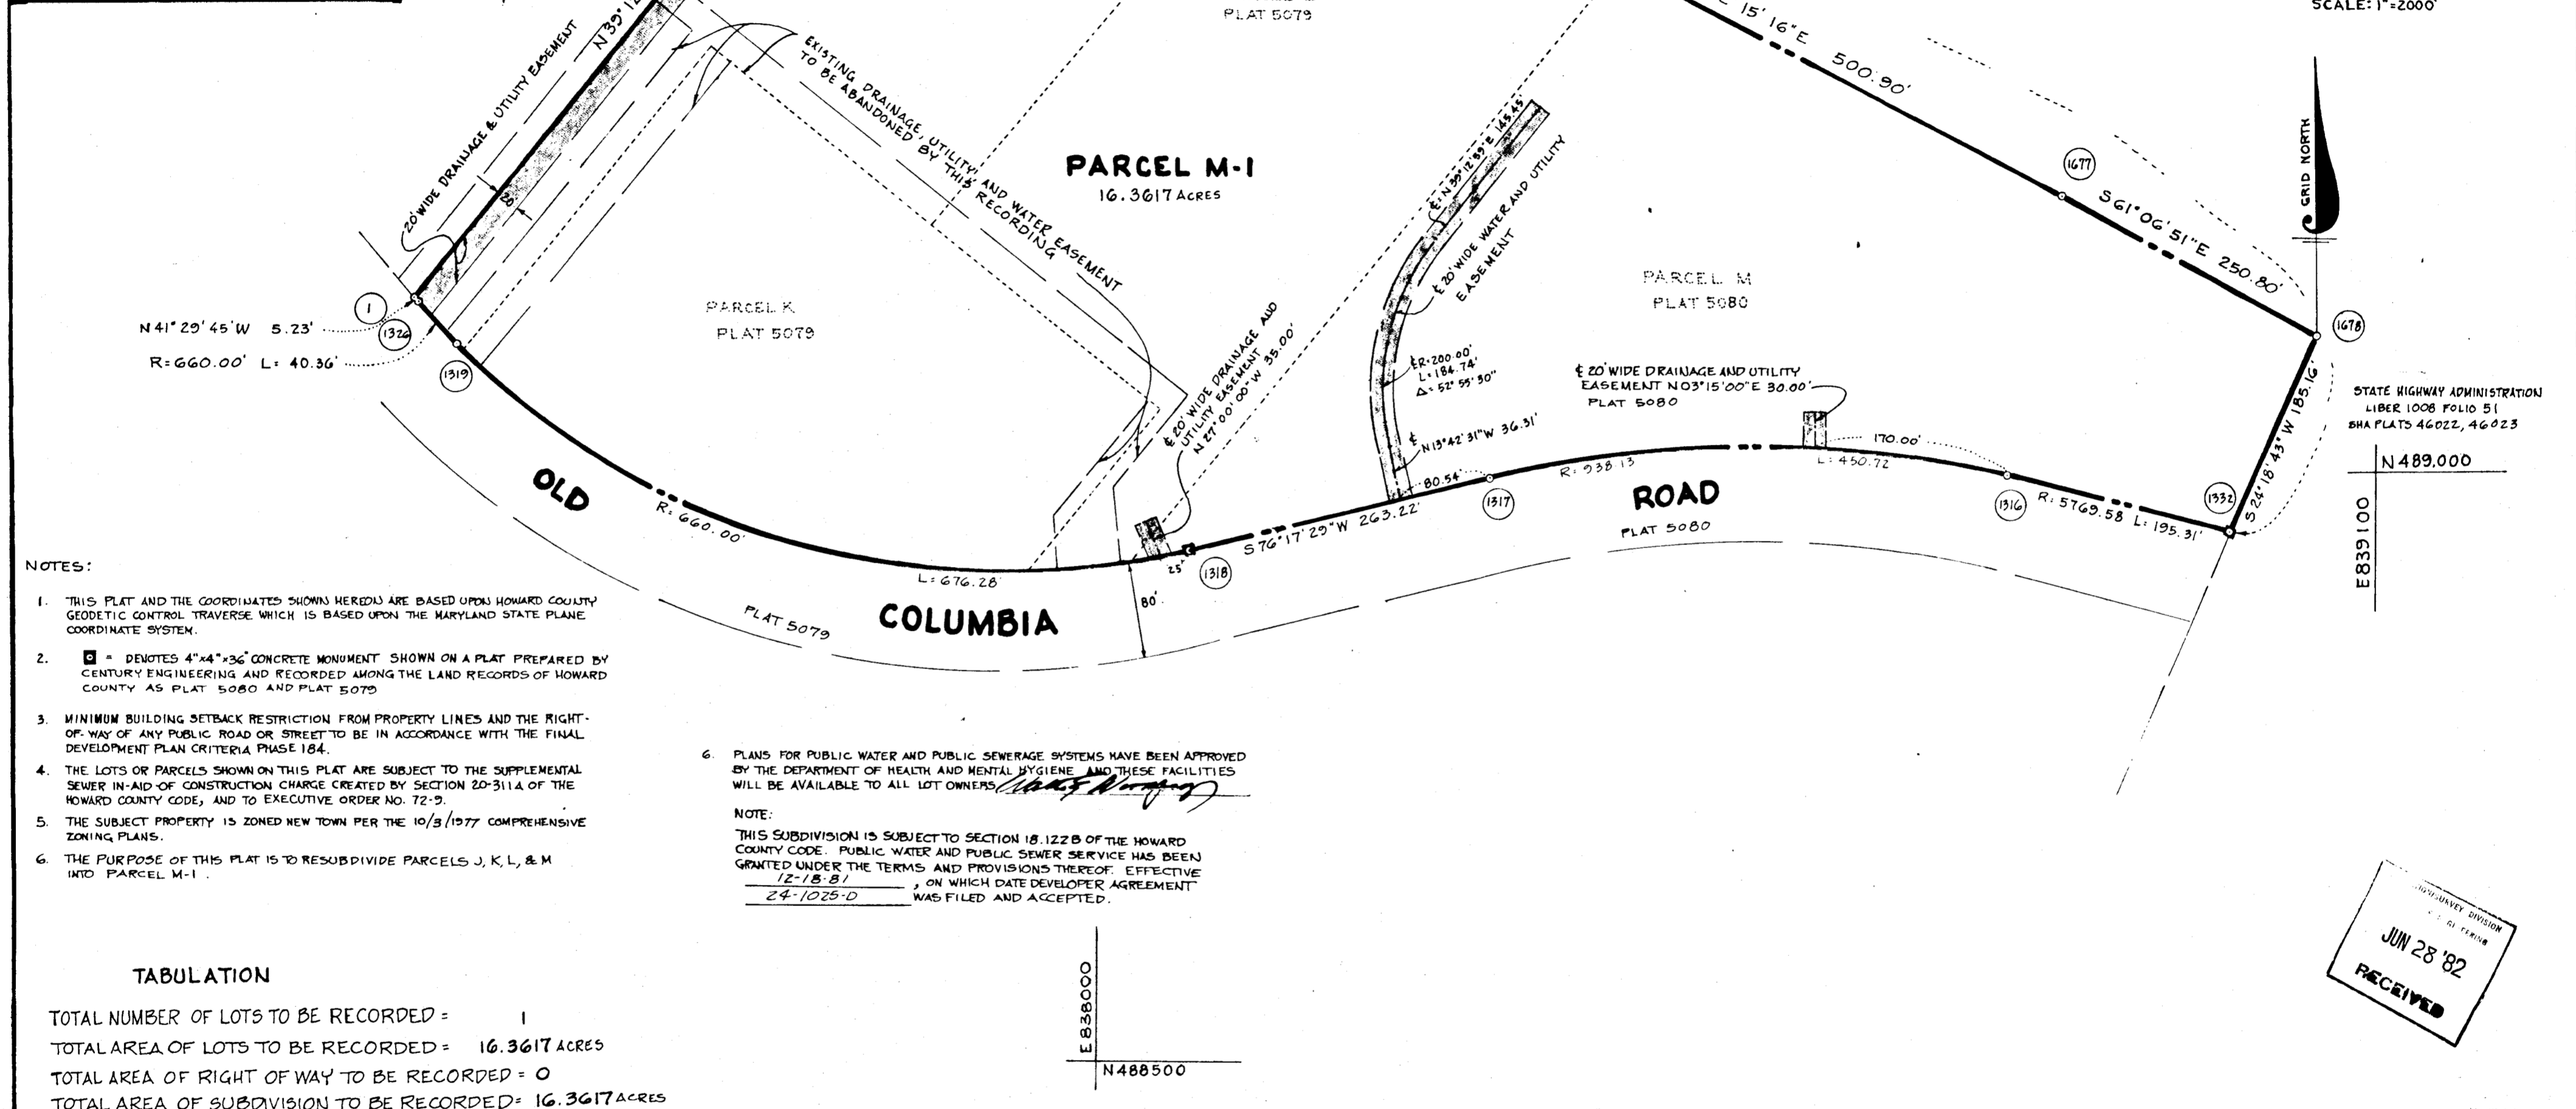 PLAT 5079
SCALE: 1"=2000'
20' WIDE DRAINAGE & UTILITY EASEMENT
N 39° 12
20'
EXISTING DRAINAGE, UTILITY, AND WATER EASEMENT
TO BE ABANDONED BY THIS RECORDING
PARCEL M-1
16.3617 ACRES
15' 16" E 500.90'
1677
S 61° 06' 51" E 250.80'
GRID NORTH
1678
℄ N 39° 12' 59" E 145.45'
℄ 20' WIDE WATER AND UTILITY
EASEMENT
PARCEL M
PLAT 5080
1
1326
N 41° 29' 45" W 5.23'
R=660.00' L= 40.36'
1319
PARCEL K
PLAT 5079
℄ 20' WIDE DRAINAGE AND
UTILITY EASEMENT
N 27° 00' 00" W 35.00'
℄ R=200.00'
L=184.74'
Δ= 52° 55' 30"
℄ 20' WIDE DRAINAGE AND UTILITY
EASEMENT N 03° 15' 00" E 30.00'
PLAT 5080
℄
N 13° 42' 31" W 36.31'
80.54'
170.00'
S 24° 18' 43" W 185.16'
STATE HIGHWAY ADMINISTRATION
LIBER 1008 FOLIO 51
SHA PLATS 46022, 46023
N 489,000
E 839100
OLD
R= 660.00'
L= 676.28'
25'
1318
S 76° 17' 29" W 263.22'
1317
R= 938.13
L= 450.72
ROAD
PLAT 5080
1316
R= 5769.58 L= 195.31'
1332
80'
PLAT 5079
COLUMBIA
NOTES:
1. THIS PLAT AND THE COORDINATES SHOWN HEREON ARE BASED UPON HOWARD COUNTY
GEODETIC CONTROL TRAVERSE WHICH IS BASED UPON THE MARYLAND STATE PLANE
COORDINATE SYSTEM.
2. = DENOTES 4"x4"x36" CONCRETE MONUMENT SHOWN ON A PLAT PREPARED BY
CENTURY ENGINEERING AND RECORDED AMONG THE LAND RECORDS OF HOWARD
COUNTY AS PLAT 5080 AND PLAT 5079
3. MINIMUM BUILDING SETBACK RESTRICTION FROM PROPERTY LINES AND THE RIGHT-
OF-WAY OF ANY PUBLIC ROAD OR STREET TO BE IN ACCORDANCE WITH THE FINAL
DEVELOPMENT PLAN CRITERIA PHASE 184.
4. THE LOTS OR PARCELS SHOWN ON THIS PLAT ARE SUBJECT TO THE SUPPLEMENTAL
SEWER IN-AID-OF CONSTRUCTION CHARGE CREATED BY SECTION 20-311A OF THE
HOWARD COUNTY CODE, AND TO EXECUTIVE ORDER NO. 72-9.
5. THE SUBJECT PROPERTY IS ZONED NEW TOWN PER THE 10/3/1977 COMPREHENSIVE
ZONING PLANS.
6. THE PURPOSE OF THIS PLAT IS TO RESUBDIVIDE PARCELS J, K, L, & M
INTO PARCEL M-1.
6. PLANS FOR PUBLIC WATER AND PUBLIC SEWERAGE SYSTEMS HAVE BEEN APPROVED
BY THE DEPARTMENT OF HEALTH AND MENTAL HYGIENE AND THESE FACILITIES
WILL BE AVAILABLE TO ALL LOT OWNERS
NOTE:
THIS SUBDIVISION IS SUBJECT TO SECTION 18.122B OF THE HOWARD
COUNTY CODE. PUBLIC WATER AND PUBLIC SEWER SERVICE HAS BEEN
GRANTED UNDER THE TERMS AND PROVISIONS THEREOF. EFFECTIVE
12-18-81, ON WHICH DATE DEVELOPER AGREEMENT
24-1025-D WAS FILED AND ACCEPTED.
E 838000
N 488500
SURVEY DIVISION
JUN 28 '82
RECEIVED
TABULATION
TOTAL NUMBER OF LOTS TO BE RECORDED = 1
TOTAL AREA OF LOTS TO BE RECORDED = 16.3617 ACRES
TOTAL AREA OF RIGHT OF WAY TO BE RECORDED = 0
TOTAL AREA OF SUBDIVISION TO BE RECORDED= 16.3617 ACRES